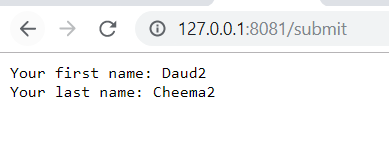 127.0.0.1:8081/submit
Your first name: Daud2
Your last name: Cheema2